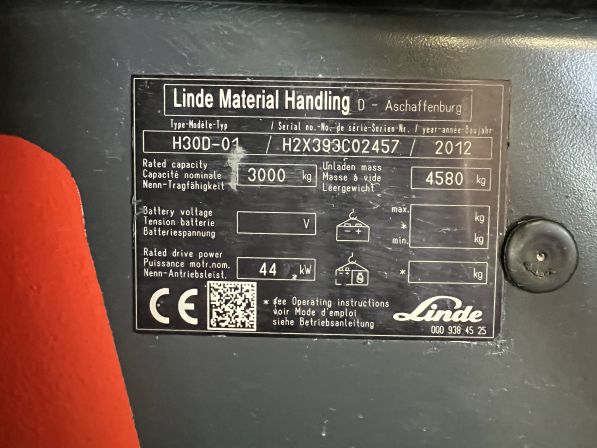 Linde Material Handling D - Aschaffenburg
Type-Modèle-Typ / Serial no.-No. de série-Serien-Nr. / year-année-Baujahr
H30D-01 / H2X393C02457 / 2012
Rated capacity
Capacité nominale
Nenn-Tragfähigkeit
3000 kg
Unladen mass
Masse à vide
Leergewicht
4580 kg
Battery voltage
Tension batterie
Batteriespannung
V
max. kg
*
min. kg
Rated drive power
Puissance motr.nom.
Nenn-Antriebsleist.
44 kW
* kg
CE
* see Operating instructions
voir Mode d'emploi
siehe Betriebsanleitung
Linde
000 938 45 25